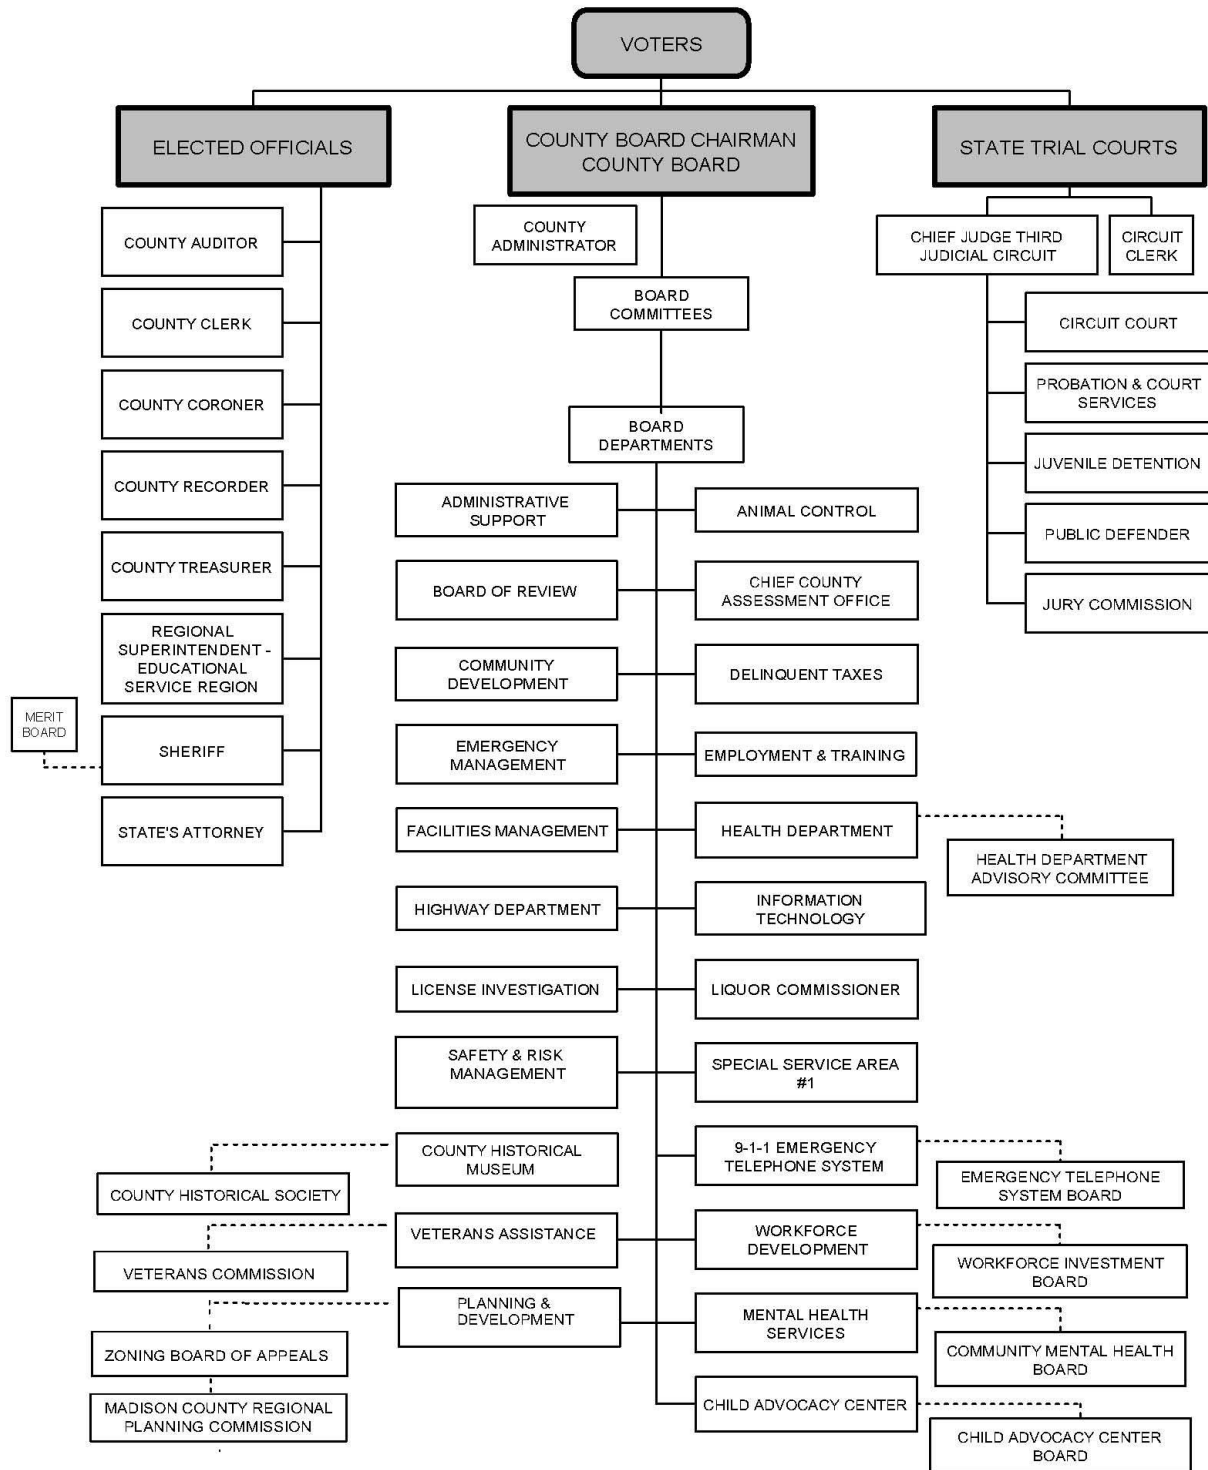 VOTERS
ELECTED OFFICIALS
COUNTY BOARD CHAIRMAN
COUNTY BOARD
STATE TRIAL COURTS
COUNTY AUDITOR
COUNTY CLERK
COUNTY CORONER
COUNTY RECORDER
COUNTY TREASURER
REGIONAL
SUPERINTENDENT -
EDUCATIONAL
SERVICE REGION
MERIT
BOARD
SHERIFF
STATE'S ATTORNEY
COUNTY
ADMINISTRATOR
BOARD
COMMITTEES
BOARD
DEPARTMENTS
ADMINISTRATIVE
SUPPORT
ANIMAL CONTROL
BOARD OF REVIEW
CHIEF COUNTY
ASSESSMENT OFFICE
COMMUNITY
DEVELOPMENT
DELINQUENT TAXES
EMERGENCY
MANAGEMENT
EMPLOYMENT & TRAINING
FACILITIES MANAGEMENT
HEALTH DEPARTMENT
HEALTH DEPARTMENT
ADVISORY COMMITTEE
HIGHWAY DEPARTMENT
INFORMATION
TECHNOLOGY
LICENSE INVESTIGATION
LIQUOR COMMISSIONER
SAFETY & RISK
MANAGEMENT
SPECIAL SERVICE AREA
#1
COUNTY HISTORICAL
MUSEUM
COUNTY HISTORICAL SOCIETY
9-1-1 EMERGENCY
TELEPHONE SYSTEM
EMERGENCY TELEPHONE
SYSTEM BOARD
VETERANS ASSISTANCE
VETERANS COMMISSION
WORKFORCE
DEVELOPMENT
WORKFORCE INVESTMENT
BOARD
PLANNING &
DEVELOPMENT
ZONING BOARD OF APPEALS
MADISON COUNTY REGIONAL
PLANNING COMMISSION
MENTAL HEALTH
SERVICES
COMMUNITY MENTAL HEALTH
BOARD
CHILD ADVOCACY CENTER
CHILD ADVOCACY CENTER
BOARD
CHIEF JUDGE THIRD
JUDICIAL CIRCUIT
CIRCUIT
CLERK
CIRCUIT COURT
PROBATION & COURT
SERVICES
JUVENILE DETENTION
PUBLIC DEFENDER
JURY COMMISSION